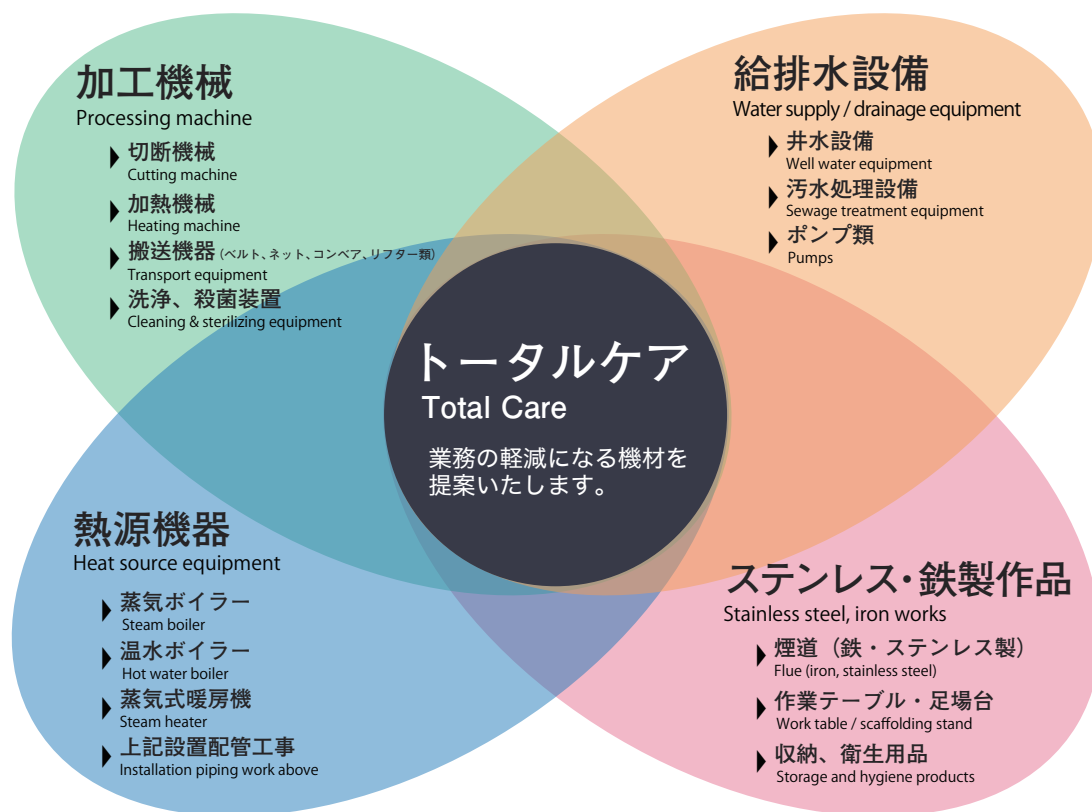 加工機械
Processing machine
切断機械
Cutting machine
加熱機械
Heating machine
搬送機器(ベルト、ネット、コンベア、リフター類)
Transport equipment
洗浄、殺菌装置
Cleaning & sterilizing equipment
給排水設備
Water supply / drainage equipment
井水設備
Well water equipment
汚水処理設備
Sewage treatment equipment
ポンプ類
Pumps
トータルケア
Total Care
業務の軽減になる機材を
提案いたします。
熱源機器
Heat source equipment
蒸気ボイラー
Steam boiler
温水ボイラー
Hot water boiler
蒸気式暖房機
Steam heater
上記設置配管工事
Installation piping work above
ステンレス・鉄製作品
Stainless steel, iron works
煙道（鉄・ステンレス製）
Flue (iron, stainless steel)
作業テーブル・足場台
Work table / scaffolding stand
収納、衛生用品
Storage and hygiene products